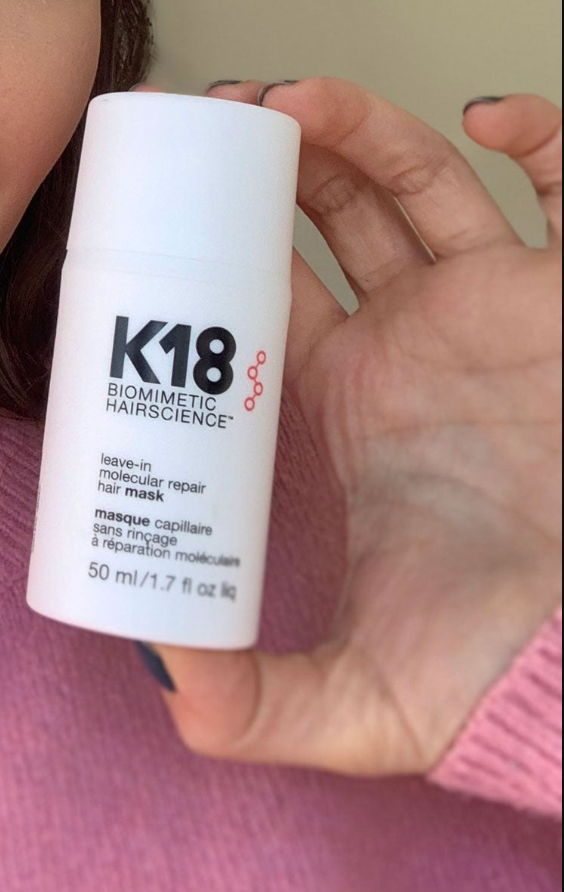 K18
BIOMIMETIC
HAIRSCIENCE™
leave-in
molecular repair
hair mask
masque capillaire
sans rinçage
à réparation moléculaire
50 ml/1.7 fl oz liq